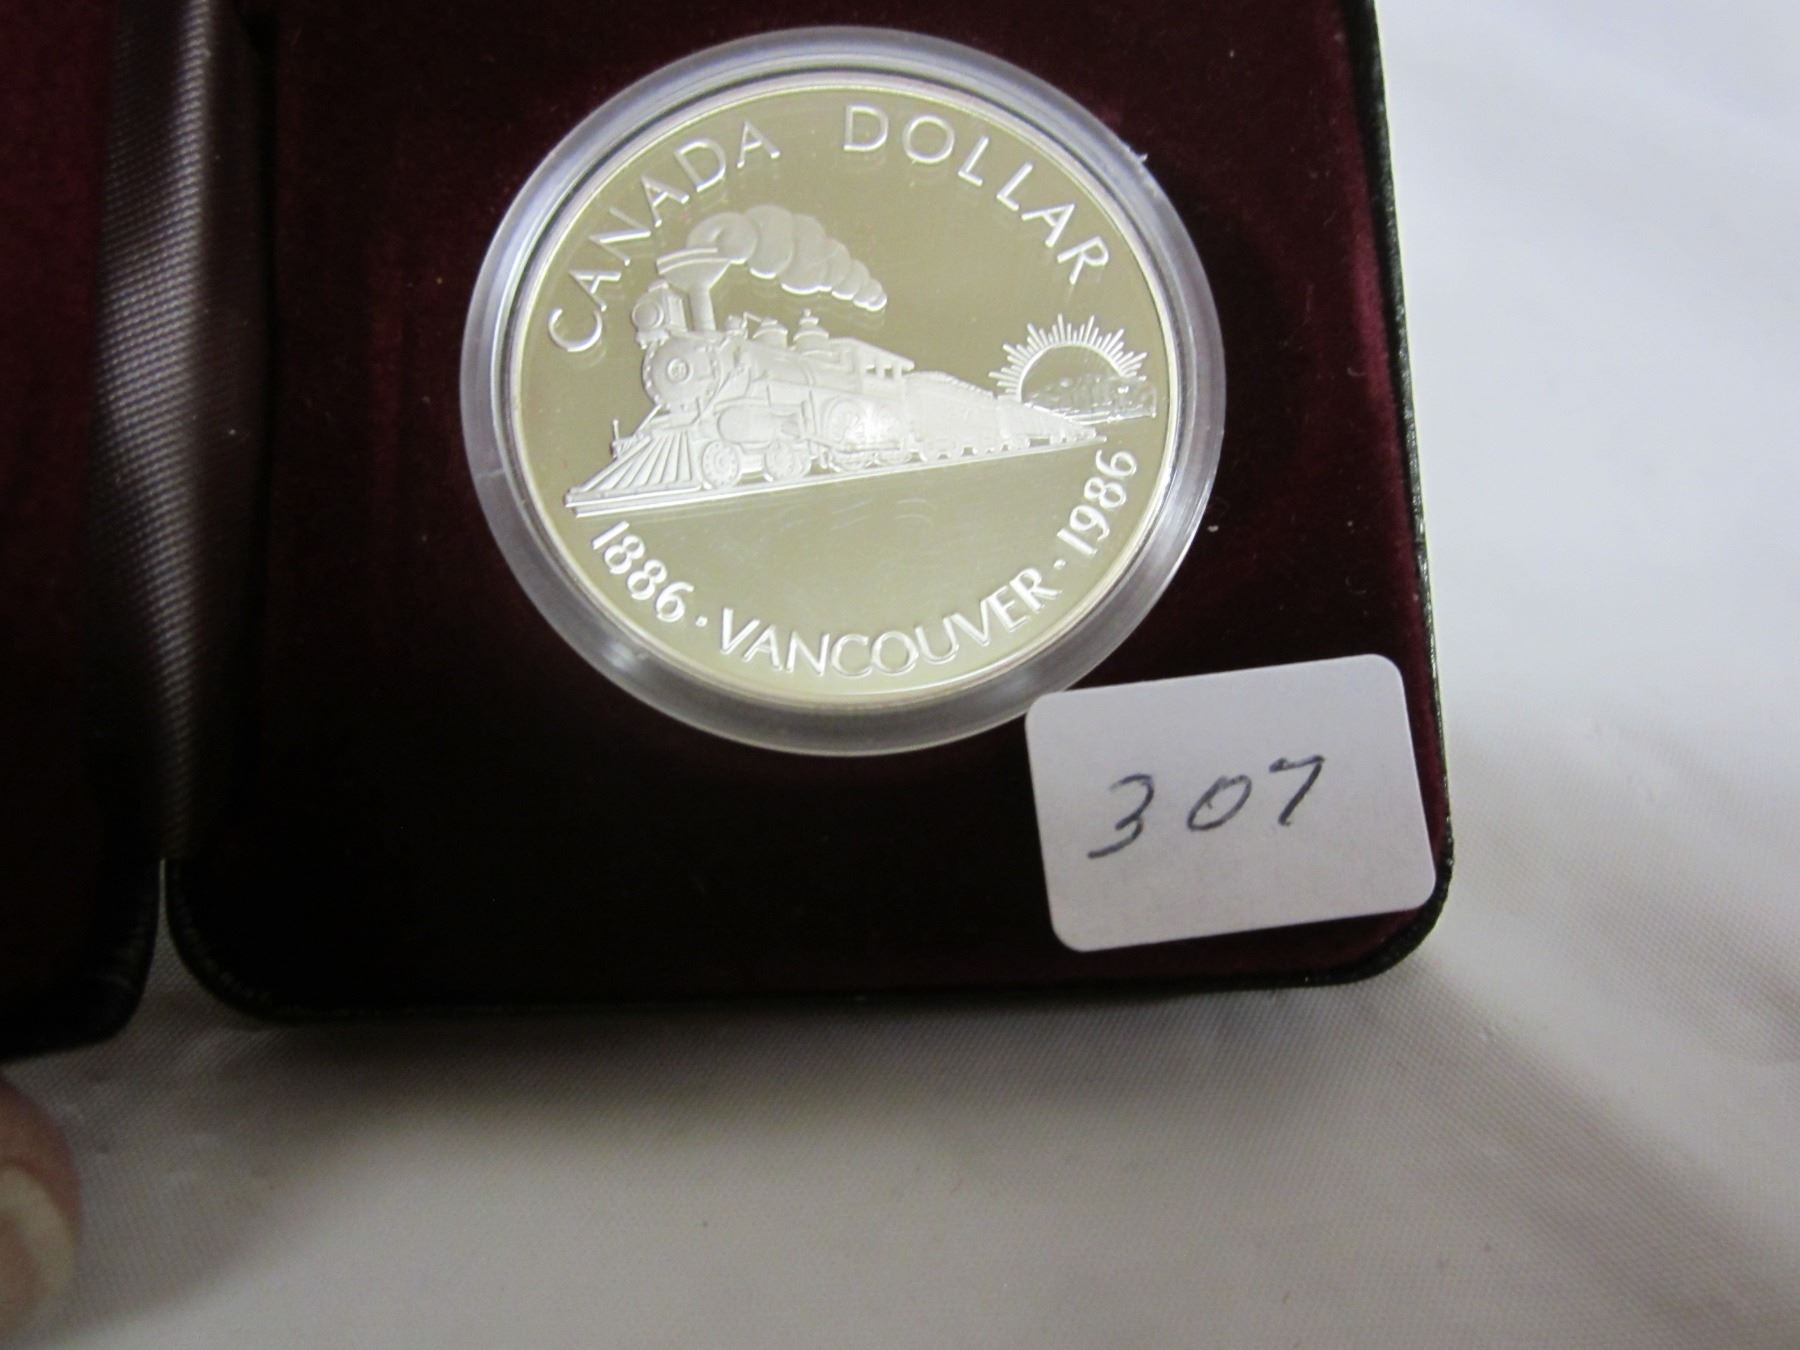 CANADA DOLLAR
1886 · VANCOUVER · 1986
307